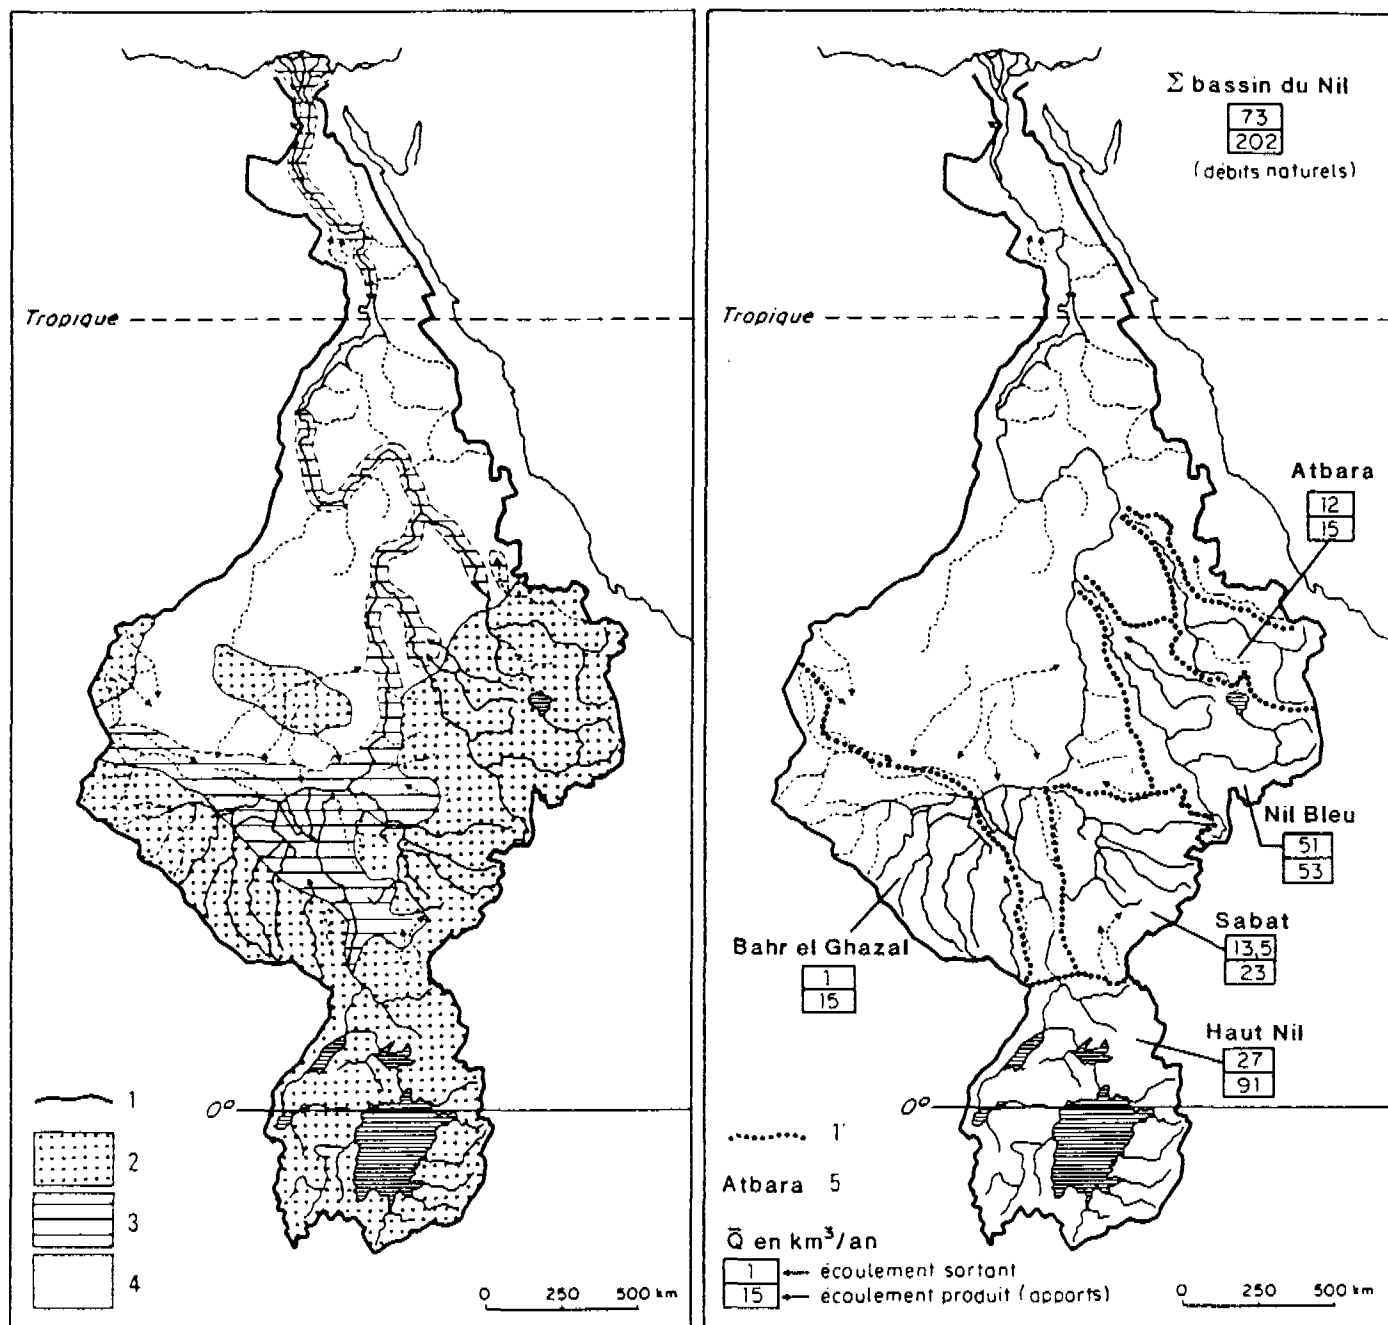 Tropique
0°
1
2
3
4
0 250 500 km
Σ bassin du Nil
73
202
(débits naturels)
Tropique
Atbara
12
15
Nil Bleu
51
53
Sabat
13,5
23
Bahr el Ghazal
1
15
Haut Nil
27
91
0°
1'
Atbara 5
Q̄ en km³/an
1 écoulement sortant
15 écoulement produit (apports)
0 250 500 km